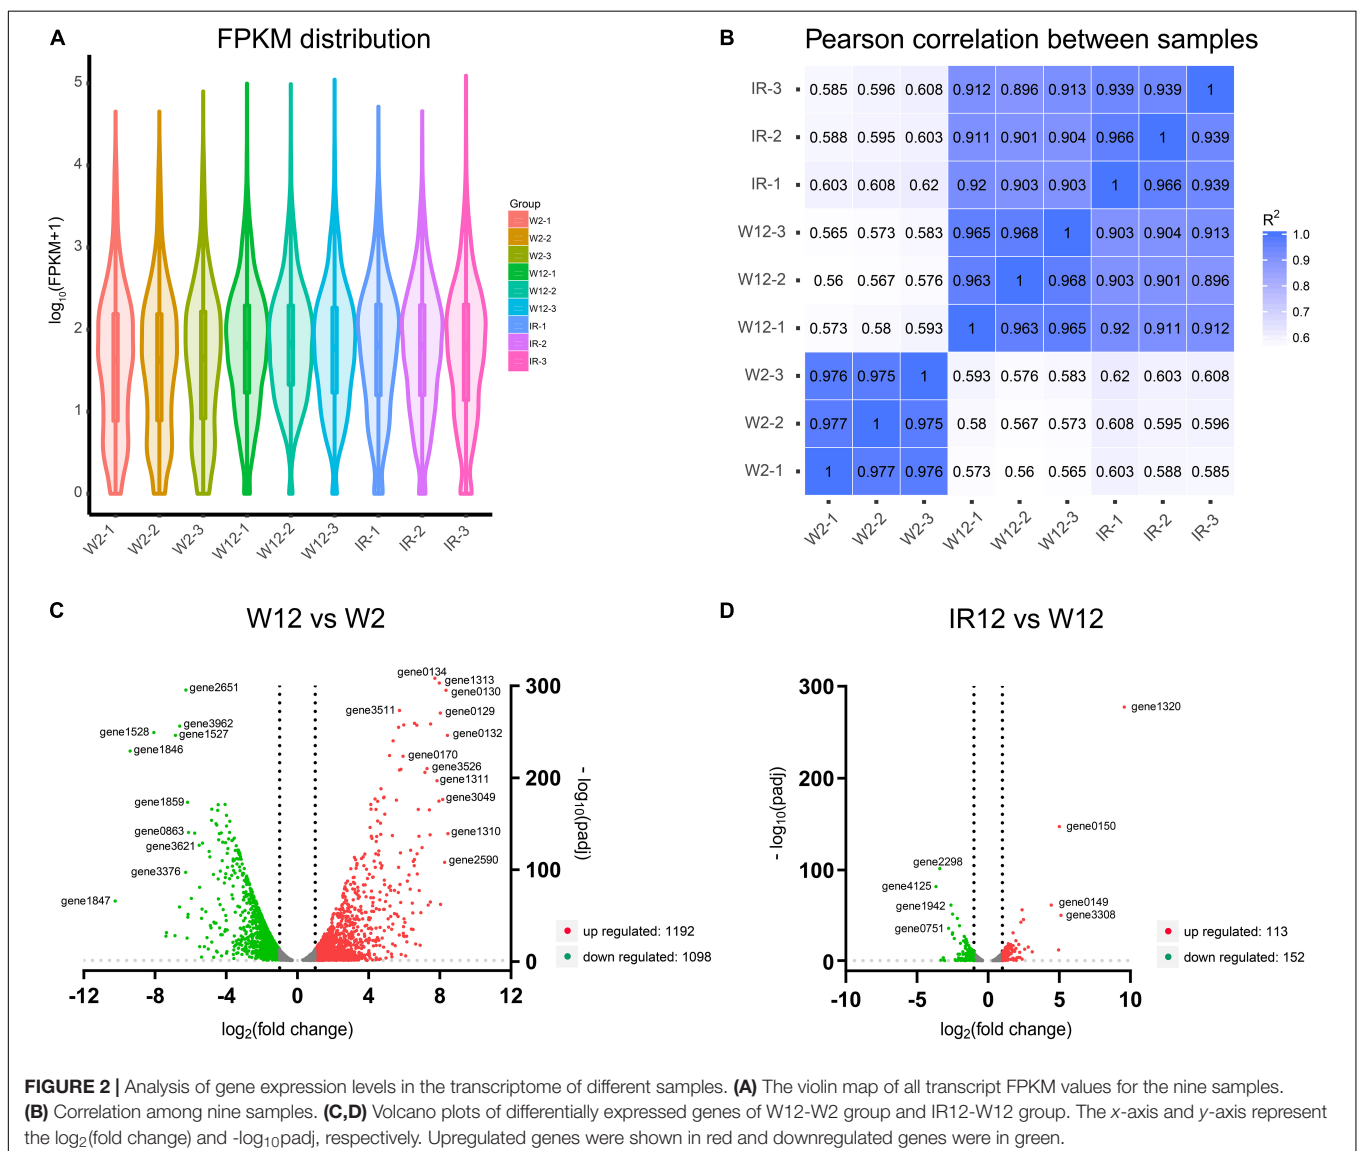 A
FPKM distribution
log10(FPKM+1)
5
4
3
2
1
0
W2-1
W2-2
W2-3
W12-1
W12-2
W12-3
IR-1
IR-2
IR-3
Group
W2-1
W2-2
W2-3
W12-1
W12-2
W12-3
IR-1
IR-2
IR-3
B
Pearson correlation between samples
IR-3 0.585 0.596 0.608 0.912 0.896 0.913 0.939 0.939 1
IR-2 0.588 0.595 0.603 0.911 0.901 0.904 0.966 1 0.939
IR-1 0.603 0.608 0.62 0.92 0.903 0.903 1 0.966 0.939
W12-3 0.565 0.573 0.583 0.965 0.968 1 0.903 0.904 0.913
W12-2 0.56 0.567 0.576 0.963 1 0.968 0.903 0.901 0.896
W12-1 0.573 0.58 0.593 1 0.963 0.965 0.92 0.911 0.912
W2-3 0.976 0.975 1 0.593 0.576 0.583 0.62 0.603 0.608
W2-2 0.977 1 0.975 0.58 0.567 0.573 0.608 0.595 0.596
W2-1 1 0.977 0.976 0.573 0.56 0.565 0.603 0.588 0.585
W2-1
W2-2
W2-3
W12-1
W12-2
W12-3
IR-1
IR-2
IR-3
R2
1.0
0.9
0.8
0.7
0.6
C
W12 vs W2
gene0134
gene1313
gene2651
gene0130
gene3511
gene0129
gene3962
gene1528
gene1527
gene0132
gene1846
gene0170
gene3526
gene1311
gene1859
gene3049
gene0863
gene1310
gene3621
gene2590
gene3376
gene1847
300
200
100
0
- log10(padj)
-12 -8 -4 0 4 8 12
log2(fold change)
up regulated: 1192
down regulated: 1098
D
IR12 vs W12
300
200
100
0
- log10(padj)
gene1320
gene0150
gene2298
gene4125
gene1942
gene0149
gene3308
gene0751
-10 -5 0 5 10
log2(fold change)
up regulated: 113
down regulated: 152
FIGURE 2 | Analysis of gene expression levels in the transcriptome of different samples. (A) The violin map of all transcript FPKM values for the nine samples.
(B) Correlation among nine samples. (C,D) Volcano plots of differentially expressed genes of W12-W2 group and IR12-W12 group. The x-axis and y-axis represent
the log2(fold change) and -log10padj, respectively. Upregulated genes were shown in red and downregulated genes were in green.